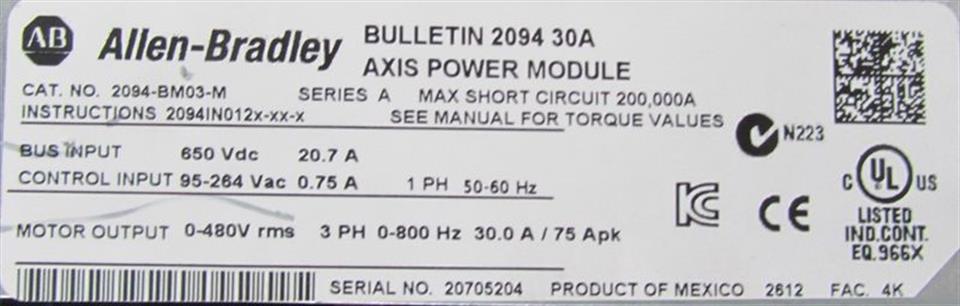 AB Allen-Bradley
BULLETIN 2094 30A
AXIS POWER MODULE
CAT. NO. 2094-BM03-M SERIES A MAX SHORT CIRCUIT 200,000A
INSTRUCTIONS 2094IN012x-xx-x SEE MANUAL FOR TORQUE VALUES
N223
BUS INPUT 650 Vdc 20.7 A
CONTROL INPUT 95-264 Vac 0.75 A 1 PH 50-60 Hz
C UL US
LISTED
IND.CONT.
EQ.966X
KC CE
MOTOR OUTPUT 0-480V rms 3 PH 0-800 Hz 30.0 A / 75 Apk
SERIAL NO. 20705204 PRODUCT OF MEXICO 2612 FAC. 4K